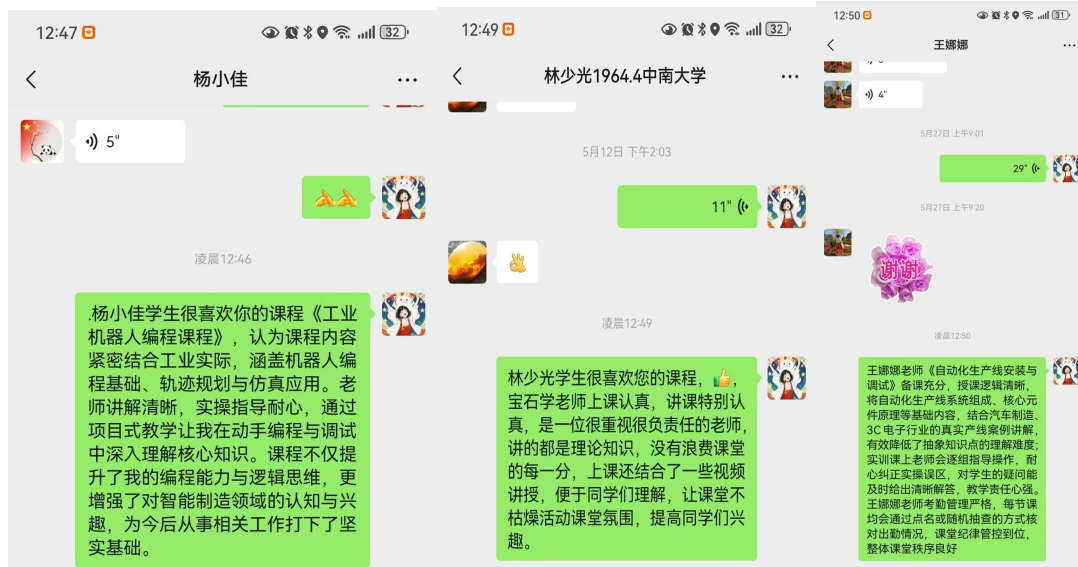 12:47
32
杨小佳
5"
凌晨12:46
.杨小佳学生很喜欢你的课程《工业
机器人编程课程》，认为课程内容
紧密结合工业实际，涵盖机器人编
程基础、轨迹规划与仿真应用。老
师讲解清晰，实操指导耐心，通过
项目式教学让我在动手编程与调试
中深入理解核心知识。课程不仅提
升了我的编程能力与逻辑思维，更
增强了对智能制造领域的认知与兴
趣，为今后从事相关工作打下了坚
实基础。
12:49
32
林少光1964.4中南大学
5月12日 下午2:03
11"
凌晨12:49
林少光学生很喜欢您的课程，👍，
宝石学老师上课认真，讲课特别认
真，是一位很重视很负责任的老师，
讲的都是理论知识，没有浪费课堂
的每一分，上课还结合了一些视频
讲授，便于同学们理解，让课堂不
枯燥活动课堂氛围，提高同学们兴
趣。
12:50
31
王娜娜
4"
5月27日 上午9:01
29"
5月27日 上午9:20
谢谢
凌晨12:50
王娜娜老师《自动化生产线安装与
调试》备课充分，授课逻辑清晰，
将自动化生产线系统组成、核心元
件原理等基础内容，结合汽车制造、
3C 电子行业的真实产线案例讲解，
有效降低了抽象知识点的理解难度；
实训课上老师会逐组指导操作，耐
心纠正实操误区，对学生的疑问能
及时给出清晰解答，教学责任心强。
王娜娜老师考勤管理严格，每节课
均会通过点名或随机抽查的方式核
对出勤情况，课堂纪律管控到位，
整体课堂秩序良好